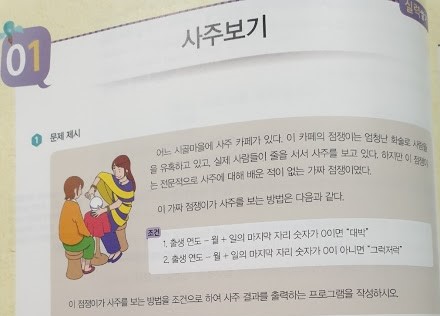 01
사주보기
실력
1 문제 제시
어느 시골마을에 사주 카페가 있다. 이 카페의 점쟁이는 엄청난 학술로 사람들
을 유혹하고 있고, 실제 사람들이 줄을 서서 사주를 보고 있다. 하지만 이 점쟁이
는 전문적으로 사주에 대해 배운 적이 없는 가짜 점쟁이였다.
이 가짜 점쟁이가 사주를 보는 방법은 다음과 같다.
조건
1. 출생 연도 - 월 + 일의 마지막 자리 숫자가 0이면 "대박"
2. 출생 연도 - 월 + 일의 마지막 자리 숫자가 0이 아니면 "그럭저럭"
이 점쟁이가 사주를 보는 방법을 조건으로 하여 사주 결과를 출력하는 프로그램을 작성하시오.